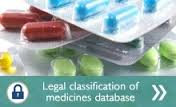 Legal classification of
medicines database